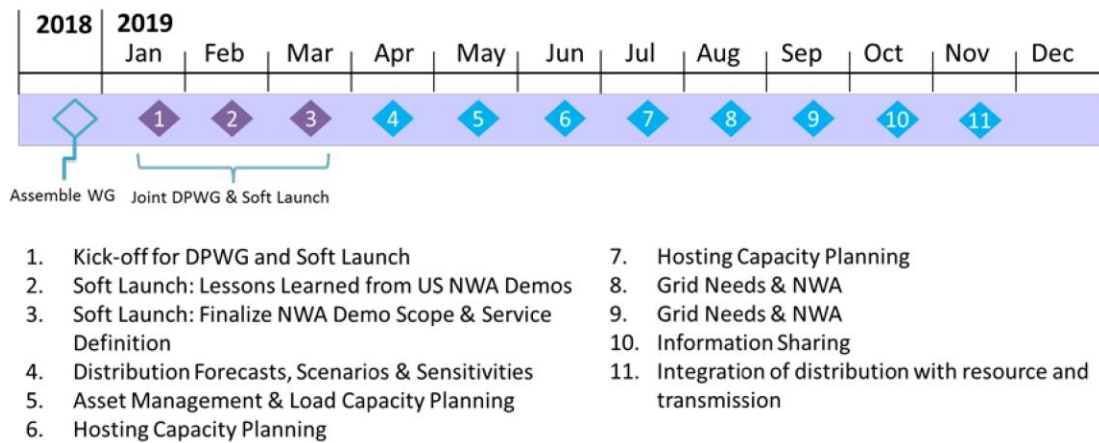 2018 2019
Jan Feb Mar Apr May Jun Jul Aug Sep Oct Nov Dec
1 2 3 4 5 6 7 8 9 10 11
Assemble WG Joint DPWG & Soft Launch
1. Kick-off for DPWG and Soft Launch
2. Soft Launch: Lessons Learned from US NWA Demos
3. Soft Launch: Finalize NWA Demo Scope & Service
Definition
4. Distribution Forecasts, Scenarios & Sensitivities
5. Asset Management & Load Capacity Planning
6. Hosting Capacity Planning
7. Hosting Capacity Planning
8. Grid Needs & NWA
9. Grid Needs & NWA
10. Information Sharing
11. Integration of distribution with resource and
transmission